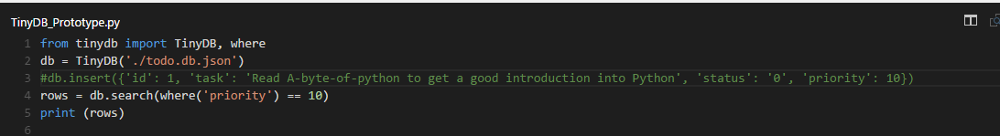 TinyDB_Prototype.py
1 from tinydb import TinyDB, where
2 db = TinyDB('./todo.db.json')
3 #db.insert({'id': 1, 'task': 'Read A-byte-of-python to get a good introduction into Python', 'status': '0', 'priority': 10})
4 rows = db.search(where('priority') == 10)
5 print (rows)
6